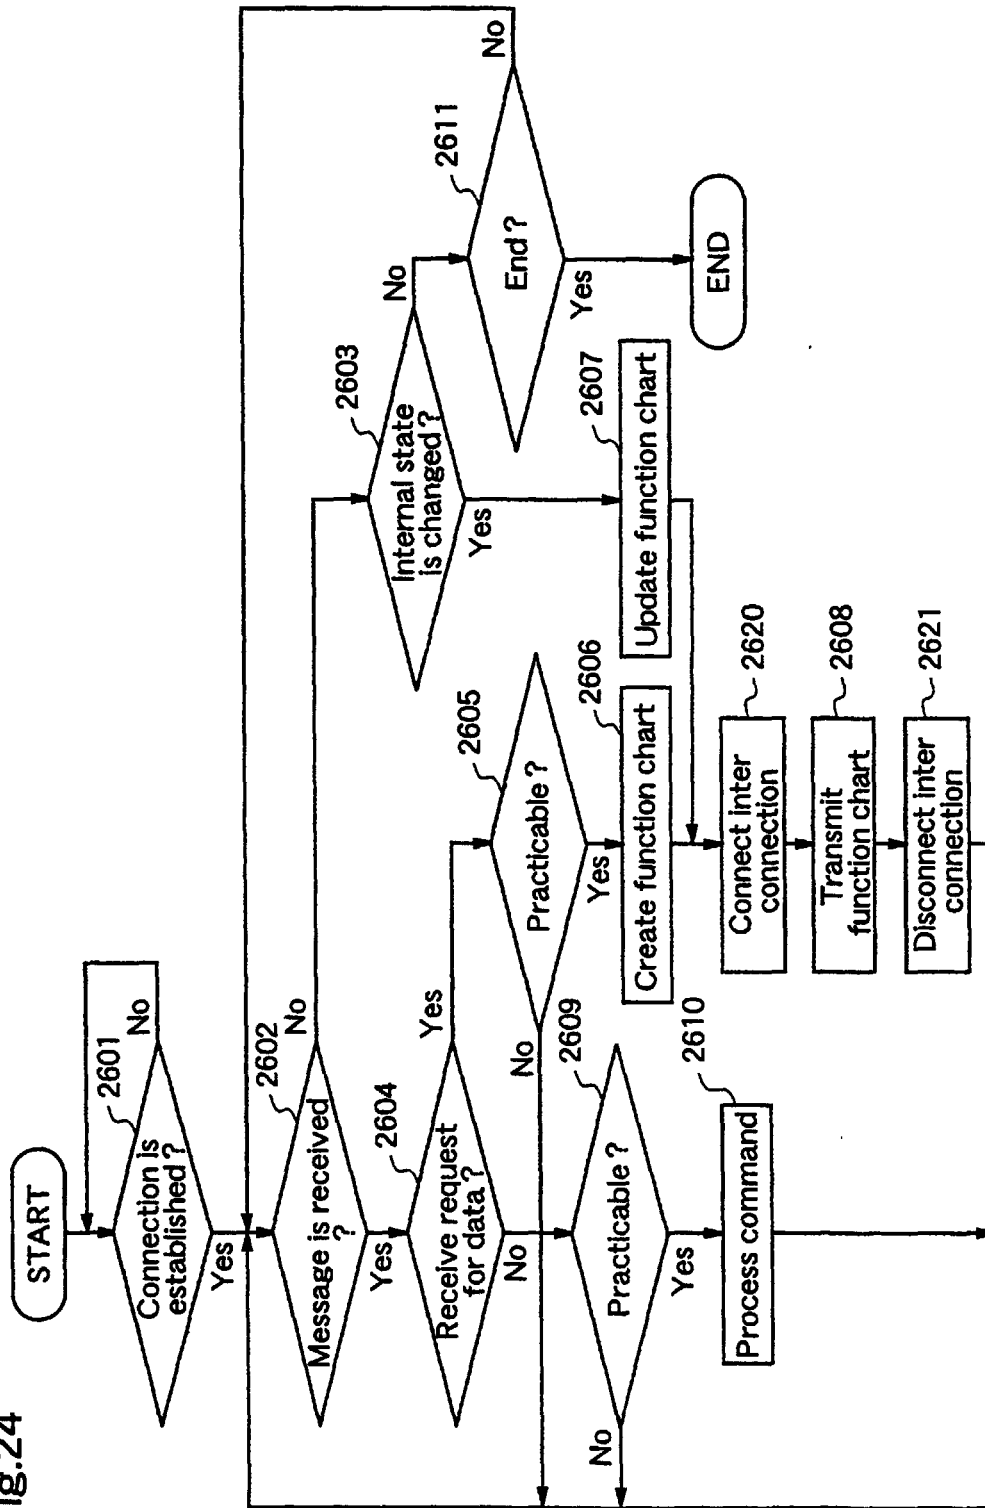 ig.24
START
Connection is
established?
2601
No
Yes
Message is received
?
2602
No
Yes
Internal state
is changed?
2603
No
Yes
End?
2611
No
Yes
END
Receive request
for data?
2604
Yes
No
Practicable?
2605
No
Yes
Create function chart
2606
Update function chart
2607
Connect inter
connection
2620
Transmit
function chart
2608
Disconnect inter
connection
2621
Practicable?
2609
No
Yes
Process command
2610